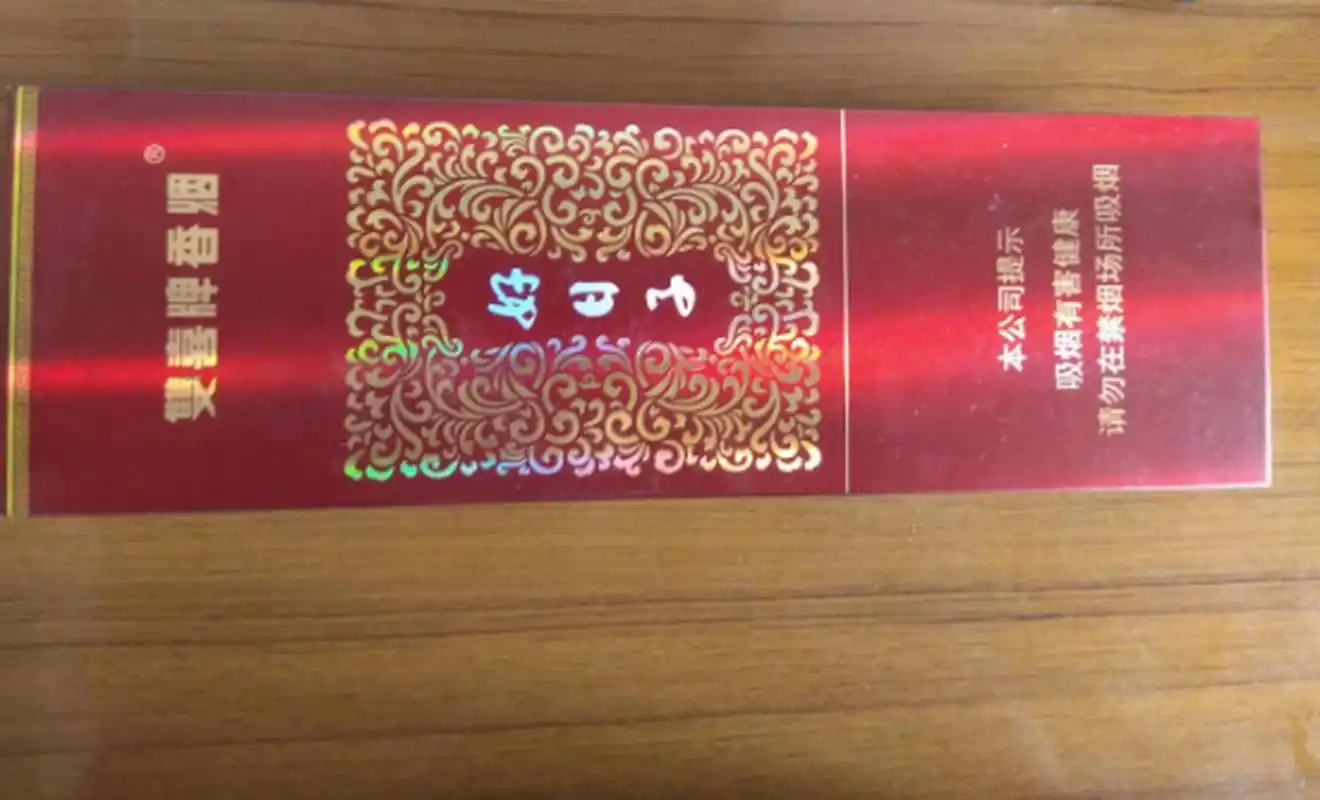 雙喜牌香烟®
好日子
本公司提示
吸烟有害健康
请勿在禁烟场所吸烟